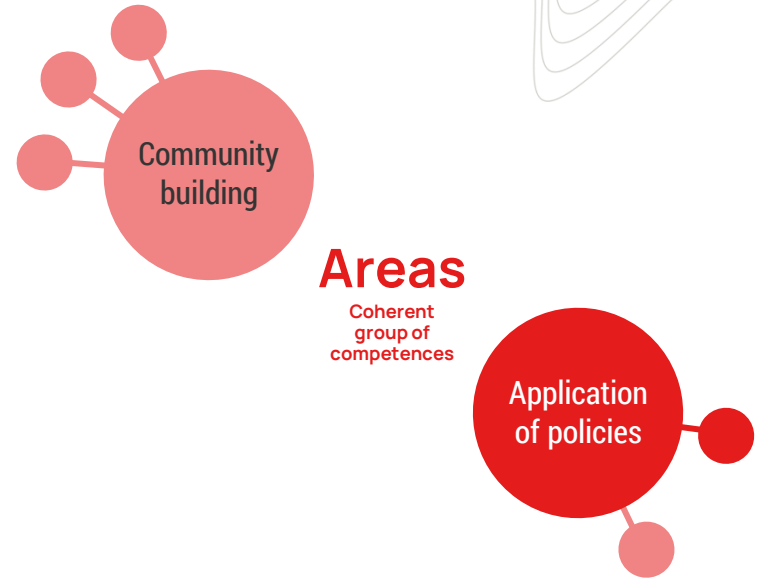 Community
building
Areas
Coherent
group of
competences
Application
of policies